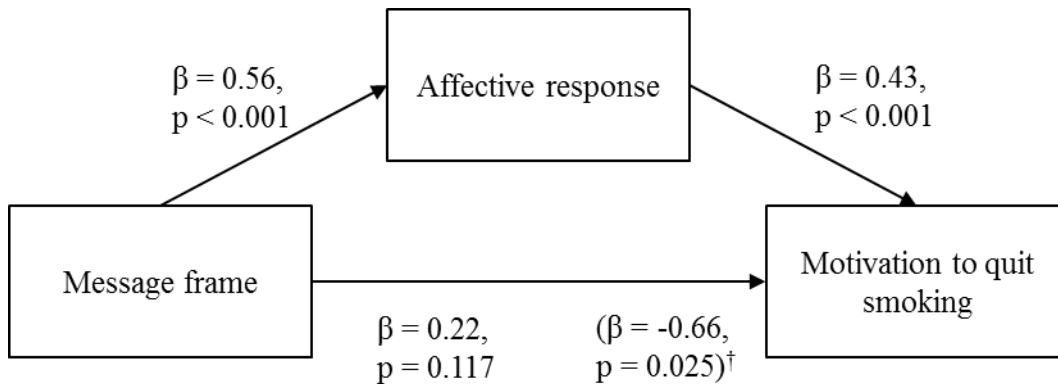 Affective response
β = 0.56,
p < 0.001
β = 0.43,
p < 0.001
Message frame
Motivation to quit
smoking
β = 0.22,
p = 0.117
(β = -0.66,
p = 0.025)†